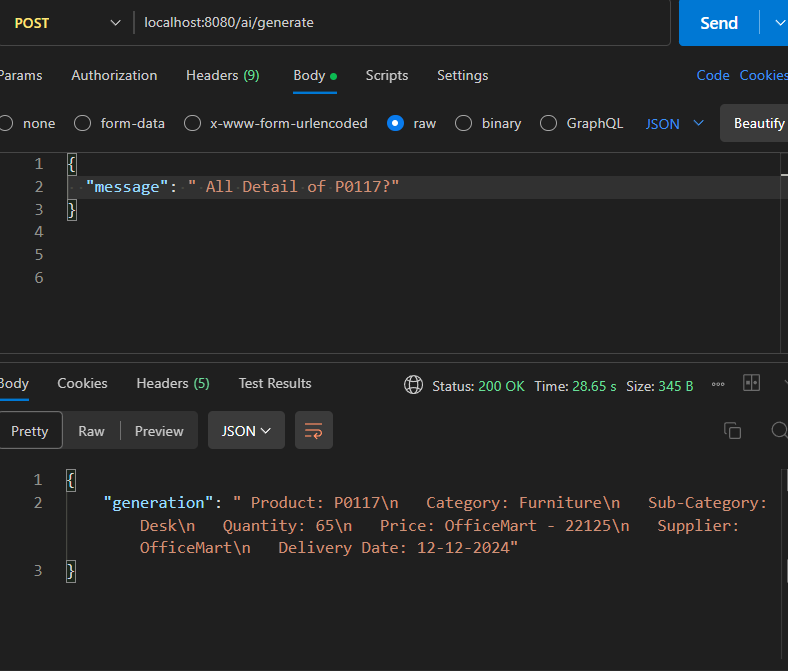 POST localhost:8080/ai/generate Send
Params Authorization Headers (9) Body Scripts Settings Code Cookies
none form-data x-www-form-urlencoded raw binary GraphQL JSON Beautify
1 {
2 "message": " All Detail of P0117?"
3 }
4
5
6
Body Cookies Headers (5) Test Results Status: 200 OK Time: 28.65 s Size: 345 B
Pretty Raw Preview JSON
1 {
2 "generation": " Product: P0117\n   Category: Furniture\n   Sub-Category:
Desk\n   Quantity: 65\n   Price: OfficeMart - 22125\n   Supplier:
OfficeMart\n   Delivery Date: 12-12-2024"
3 }